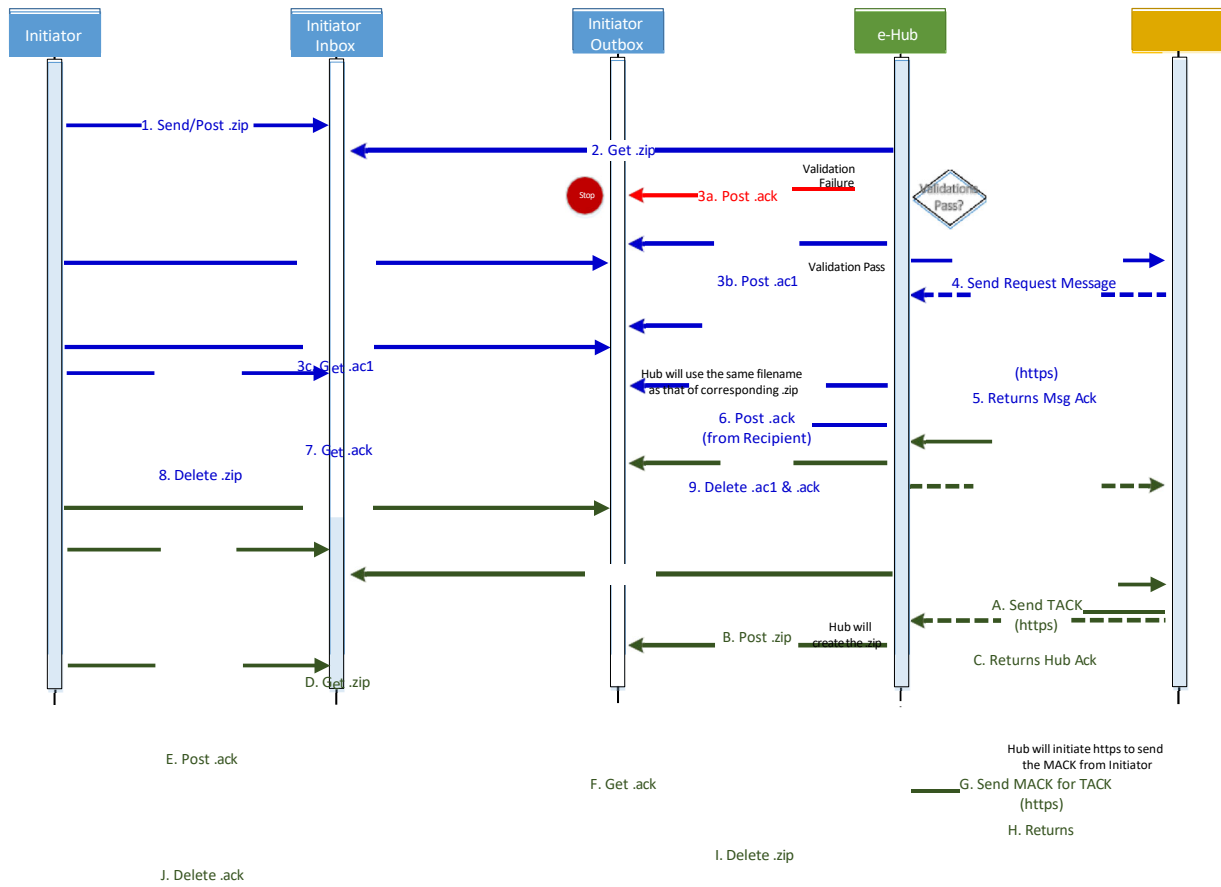 Initiator
Initiator
Inbox
Initiator
Outbox
e-Hub
1. Send/Post .zip
2. Get .zip
Validation
Failure
Stop
3a. Post .ack
Validations
Pass?
3b. Post .ac1
Validation Pass
4. Send Request Message
3c. Get .ac1
Hub will use the same filename
as that of corresponding .zip
(https)
5. Returns Msg Ack
6. Post .ack
(from Recipient)
7. Get .ack
8. Delete .zip
9. Delete .ac1 & .ack
A. Send TACK
(https)
B. Post .zip
Hub will
create the .zip
C. Returns Hub Ack
D. Get .zip
E. Post .ack
Hub will initiate https to send
the MACK from Initiator
F. Get .ack
G. Send MACK for TACK
(https)
H. Returns
I. Delete .zip
J. Delete .ack